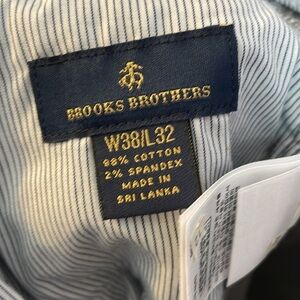 BROOKS BROTHERS
W38/L32
98% COTTON
2% SPANDEX
MADE IN
SRI LANKA